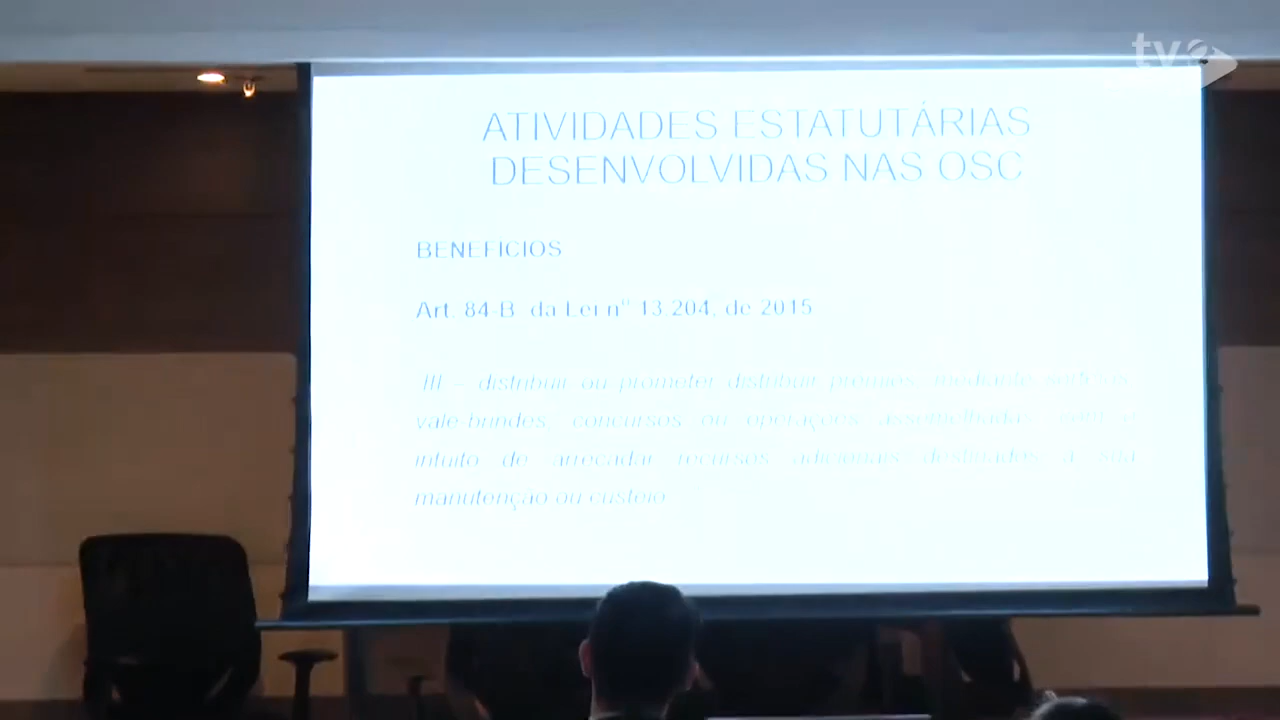 tve
ATIVIDADES ESTATUTÁRIAS
DESENVOLVIDAS NAS OSC
BENEFICIOS
Art. 84-B da Lei nº 13.204, de 2015
III – distribuir ou prometer distribuir prêmios, mediante sorteios,
vale-brindes, concursos ou operações assemelhadas, com o
intuito de arrecadar recursos adicionais destinados à sua
manutenção ou custeio